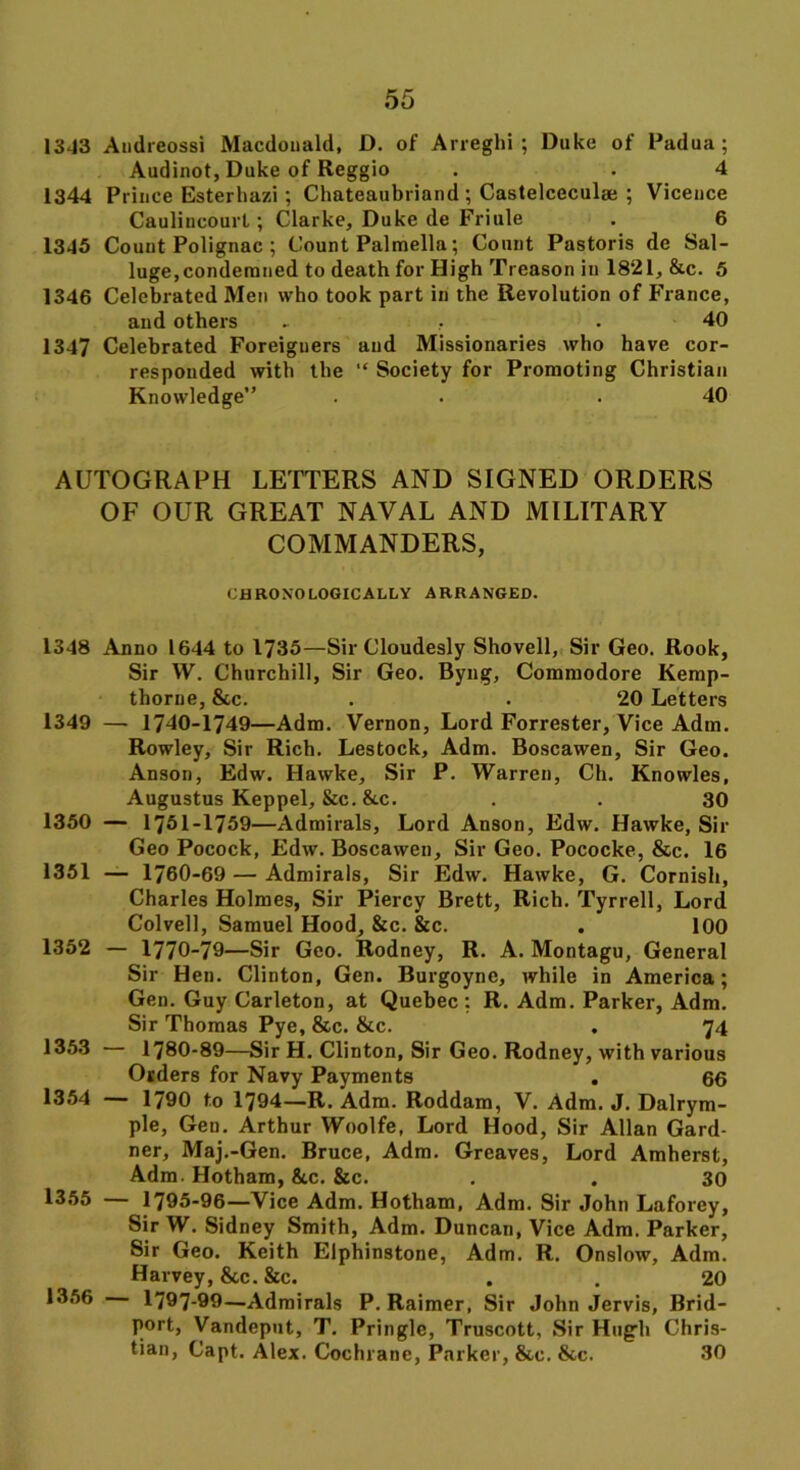 55
1343 Andreossi Macdonald, D. of Arreghi ; Duke of Padua ;
Audinot, Duke of Reggio . . 4
1344 Prince Esterhazi ; Chateaubriand ; Castelceculæ ; Vicence
Caulincourt ; Clarke, Duke de Friule . 6
1345 Count Polignac ; Count Palmella ; Count Pastoris de Sal-
luge, condemned to death for High Treason in 1821, &c. 5
1346 Celebrated Men who took part in the Revolution of France,
and others . . . 40
1347 Celebrated Foreigners and Missionaries who have cor-
responded with the “ Society for Promoting Christian
Knowledge” . . . 40
AUTOGRAPH LETTERS AND SIGNED ORDERS
OF OUR GREAT NAVAL AND MILITARY
COMMANDERS,
CHRONOLOGICALLY ARRANGED.
1348 Anno 1644 to 1735—Sir Cloudesly Shovell, Sir Geo. Rook,
Sir W. Churchill, Sir Geo. Byng, Commodore Kemp-
thorne, &c. . . 20 Letters
1349 — 1740-1749—Adm. Vernon, Lord Forrester, Vice Adm.
Rowley, Sir Rich. Lestock, Adm. Boscawen, Sir Geo.
Anson, Edw. Hawke, Sir P. Warren, Ch. Knowles,
Augustus Keppel, &c. &c. . . 30
1350 — 1751-1759—Admirals, Lord Anson, Edw. Hawke, Sir
Geo Pocock, Edw. Boscawen, Sir Geo. Pococke, &c. 16
1351 — 1760-69 — Admirals, Sir Edw. Hawke, G. Cornish,
Charles Holmes, Sir Piercy Brett, Rich. Tyrrell, Lord
Colvell, Samuel Hood, &c. &c. . 100
1352 — 1770-79—Sir Geo. Rodney, R. A. Montagu, General
Sir Hen. Clinton, Gen. Burgoyne, while in America ;
Gen. Guy Carleton, at Quebec ; R. Adm. Parker, Adm.
Sir Thomas Pye, &c. &c. . 74
1353 — 1780-89—Sir H. Clinton, Sir Geo. Rodney, with various
Orders for Navy Payments . 66
1354 — 1790 to 1794—R. Adm. Roddam, V. Adm. J. Dalrym-
ple, Gen. Arthur Woolfe, Lord Hood, Sir Allan Gard-
ner, Maj.-Gen. Bruce, Adm. Greaves, Lord Amherst,
Adm. Hotham, &c. &c. . . 30
1355 — 1795-96—Vice Adm. Hotham, Adm. Sir John Laforey,
Sir W. Sidney Smith, Adm. Duncan, Vice Adm. Parker,
Sir Geo. Keith Elphinstone, Adm. R. Onslow, Adm.
Harvey, &c. &c. . . 20
1356 — 1797-99—Admirals P. Raimer, Sir John Jervis, Brid-
port, Vandeput, T. Pringle, Truscott, Sir Hugh Chris-
tian, Capt. Alex. Cochrane, Parker, &c. &c. 30